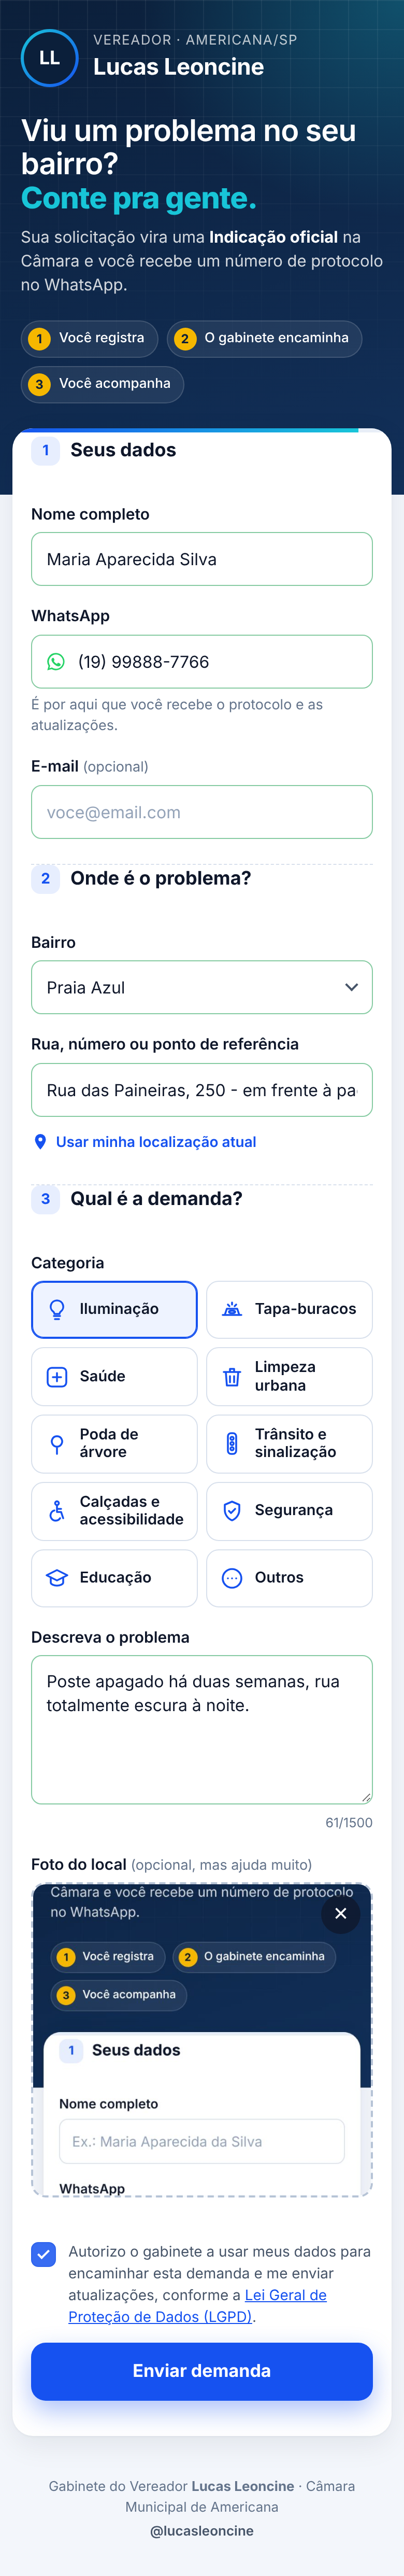 LL
VEREADOR · AMERICANA/SP
Lucas Leoncine
Viu um problema no seu
bairro?
Conte pra gente.
Sua solicitação vira uma Indicação oficial na
Câmara e você recebe um número de protocolo
no WhatsApp.
1 Você registra
2 O gabinete encaminha
3 Você acompanha
1 Seus dados
Nome completo
Maria Aparecida Silva
WhatsApp
(19) 99888-7766
É por aqui que você recebe o protocolo e as
atualizações.
E-mail (opcional)
voce@email.com
2 Onde é o problema?
Bairro
Praia Azul
Rua, número ou ponto de referência
Rua das Paineiras, 250 - em frente à pa
Usar minha localização atual
3 Qual é a demanda?
Categoria
Iluminação
Tapa-buracos
Saúde
Limpeza
urbana
Poda de
árvore
Trânsito e
sinalização
Calçadas e
acessibilidade
Segurança
Educação
Outros
Descreva o problema
Poste apagado há duas semanas, rua
totalmente escura à noite.
61/1500
Foto do local (opcional, mas ajuda muito)
Câmara e você recebe um número de protocolo
no WhatsApp.
1 Você registra
2 O gabinete encaminha
3 Você acompanha
1 Seus dados
Nome completo
Ex.: Maria Aparecida da Silva
WhatsApp
Autorizo o gabinete a usar meus dados para
encaminhar esta demanda e me enviar
atualizações, conforme a Lei Geral de
Proteção de Dados (LGPD).
Enviar demanda
Gabinete do Vereador Lucas Leoncine · Câmara
Municipal de Americana
@lucasleoncine